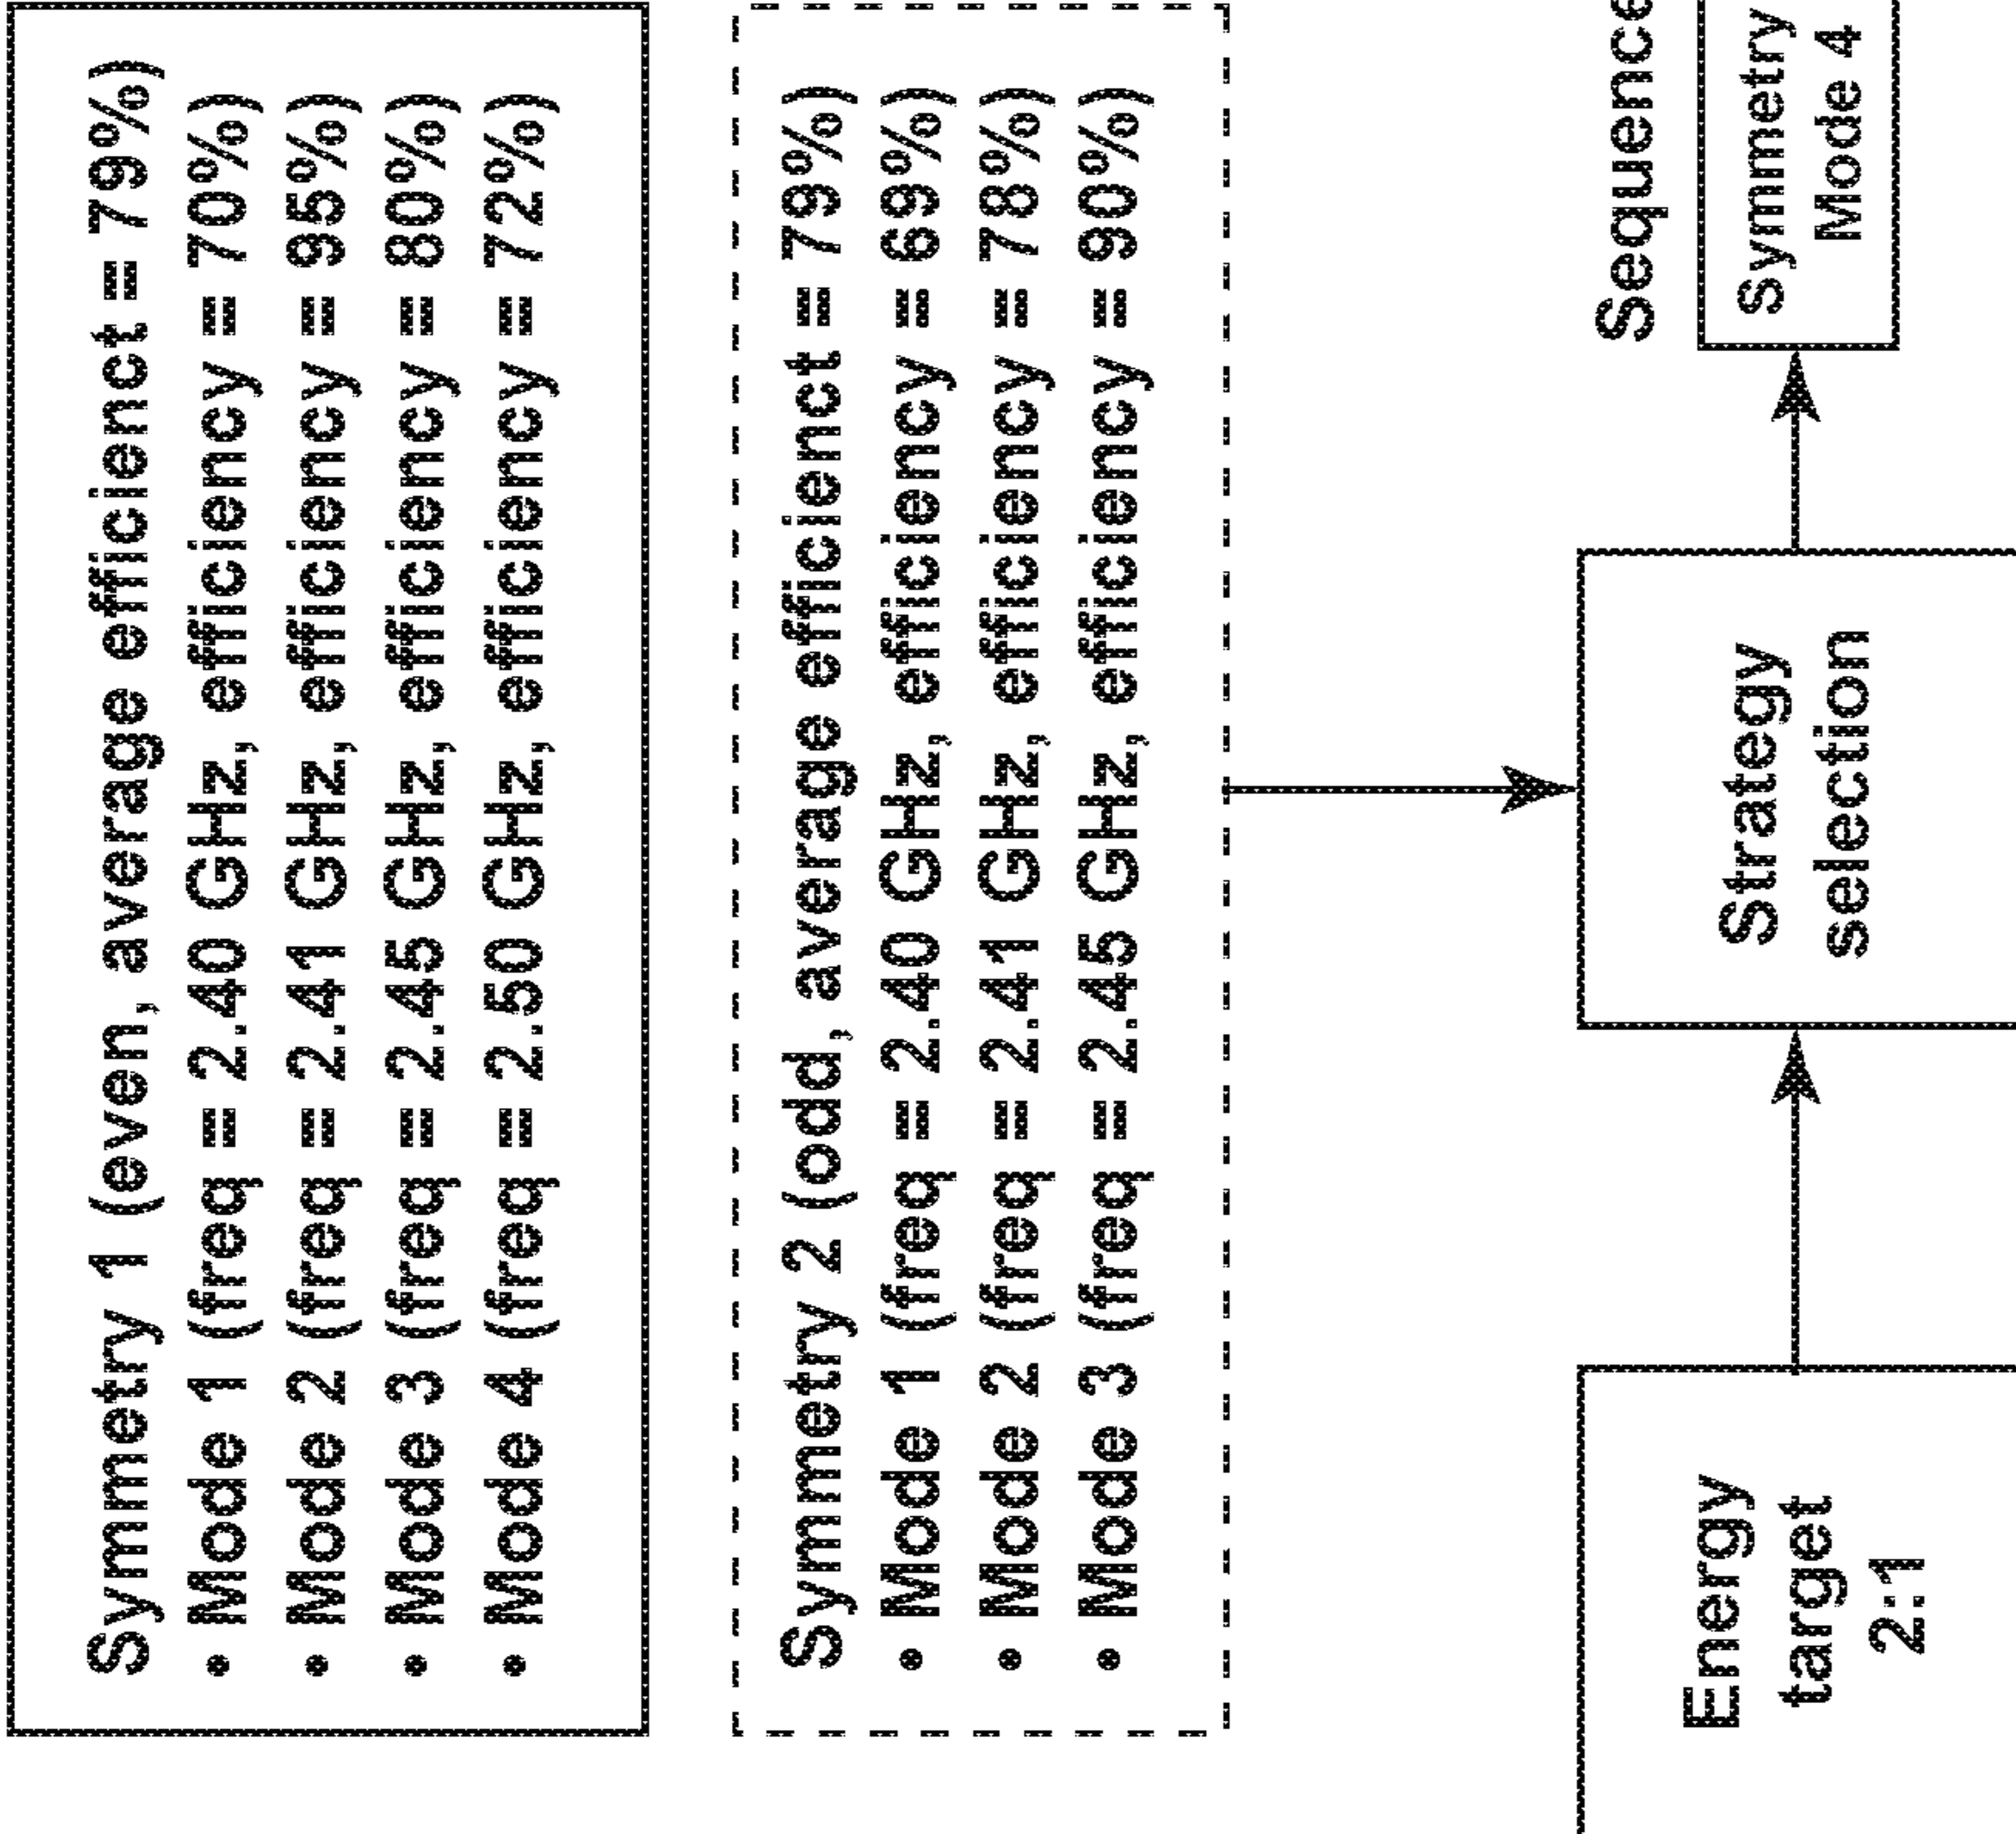 Symmetry 1 (even, average efficient = 79%)
• Mode 1 (freq = 2.40 GHz, efficiency = 70%)
• Mode 2 (freq = 2.41 GHz, efficiency = 95%)
• Mode 3 (freq = 2.45 GHz, efficiency = 80%)
• Mode 4 (freq = 2.50 GHz, efficiency = 72%)
Symmetry 2 (odd, average efficient = 79%)
• Mode 1 (freq = 2.40 GHz, efficiency = 69%)
• Mode 2 (freq = 2.41 GHz, efficiency = 78%)
• Mode 3 (freq = 2.45 GHz, efficiency = 90%)
Energy
target
2:1
Strategy
selection
Sequence
Symmetry
Mode 4